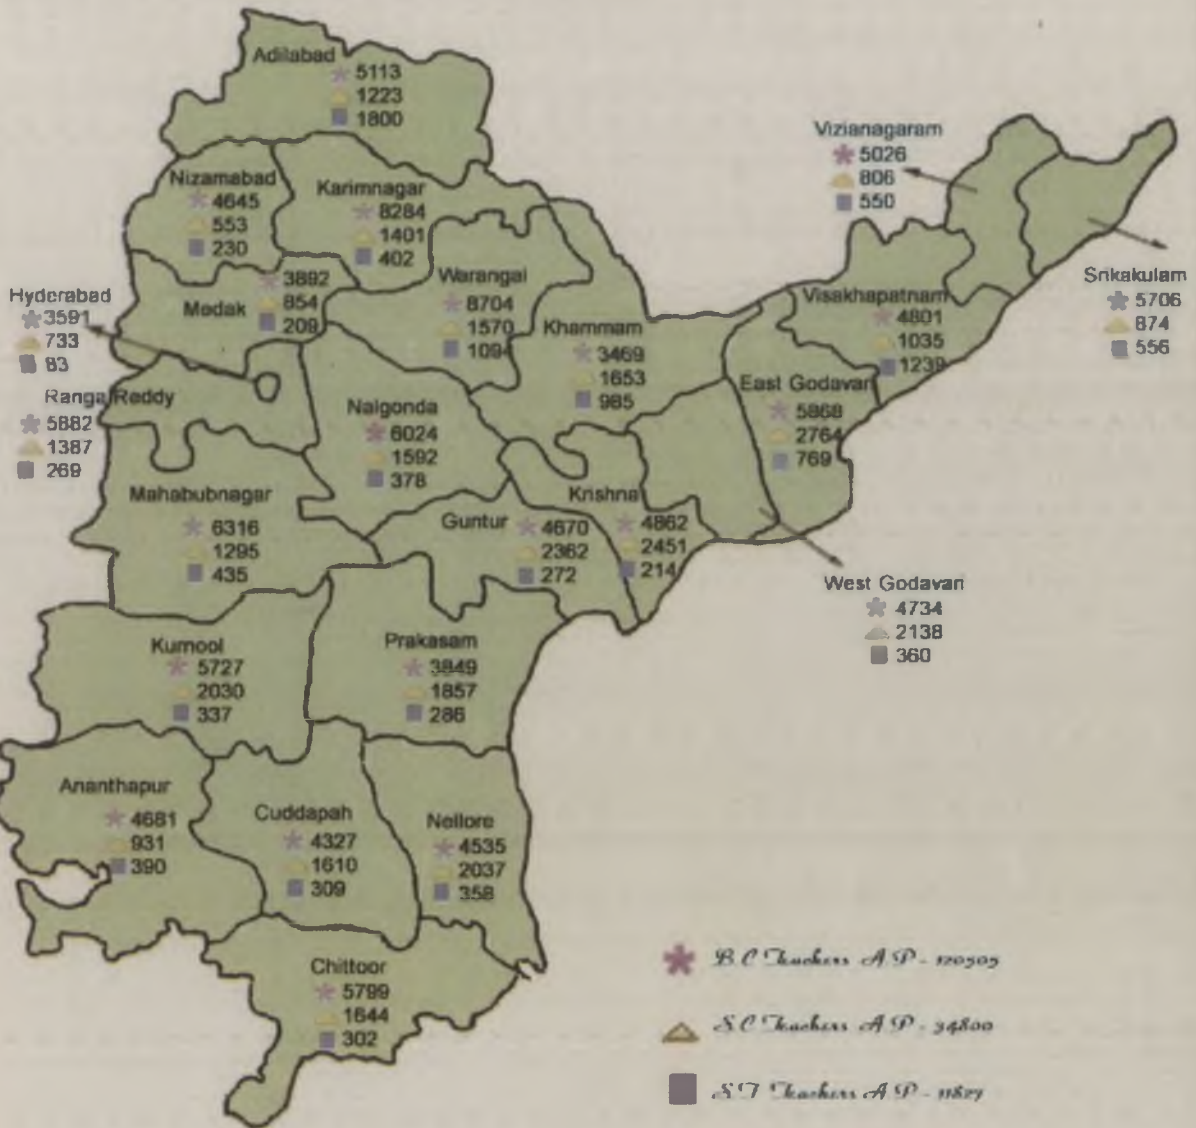 Adilabad
5113
1223
1800
Vizianagaram
5026
806
550
Nizamabad
4645
553
230
Karimnagar
8284
1401
402
Srikakulam
5706
874
556
Hyderabad
3591
733
83
Medak
3892
854
209
Warangal
8704
1570
1094
Khammam
3469
1653
985
Visakhapatnam
4801
1035
1239
East Godavari
5868
2764
769
Ranga Reddy
5882
1387
269
Nalgonda
6024
1592
378
Mahabubnagar
6316
1295
435
Guntur
4670
2362
272
Krishna
4862
2451
214
West Godavari
4734
2138
360
Kurnool
5727
2030
337
Prakasam
3849
1857
286
Ananthapur
4681
931
390
Cuddapah
4327
1610
309
Nellore
4535
2037
358
Chittoor
5799
1644
302
B.C Teachers A.P - 120505
S.C Teachers A.P - 34800
S.T Teachers A.P - 11827